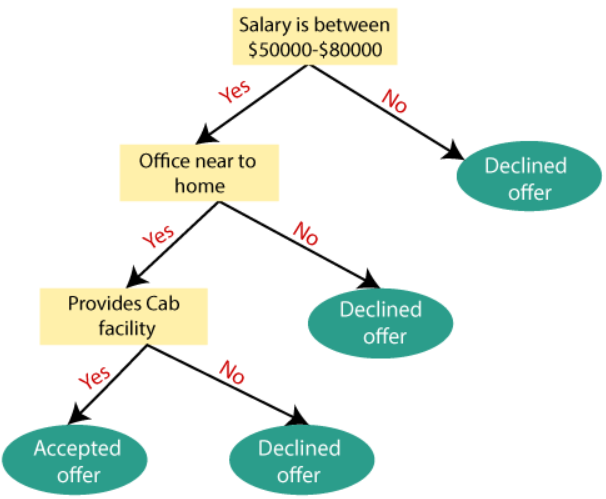 Salary is between
$50000-$80000
Yes
No
Office near to
home
Declined
offer
Yes
No
Provides Cab
facility
Declined
offer
Yes
No
Accepted
offer
Declined
offer